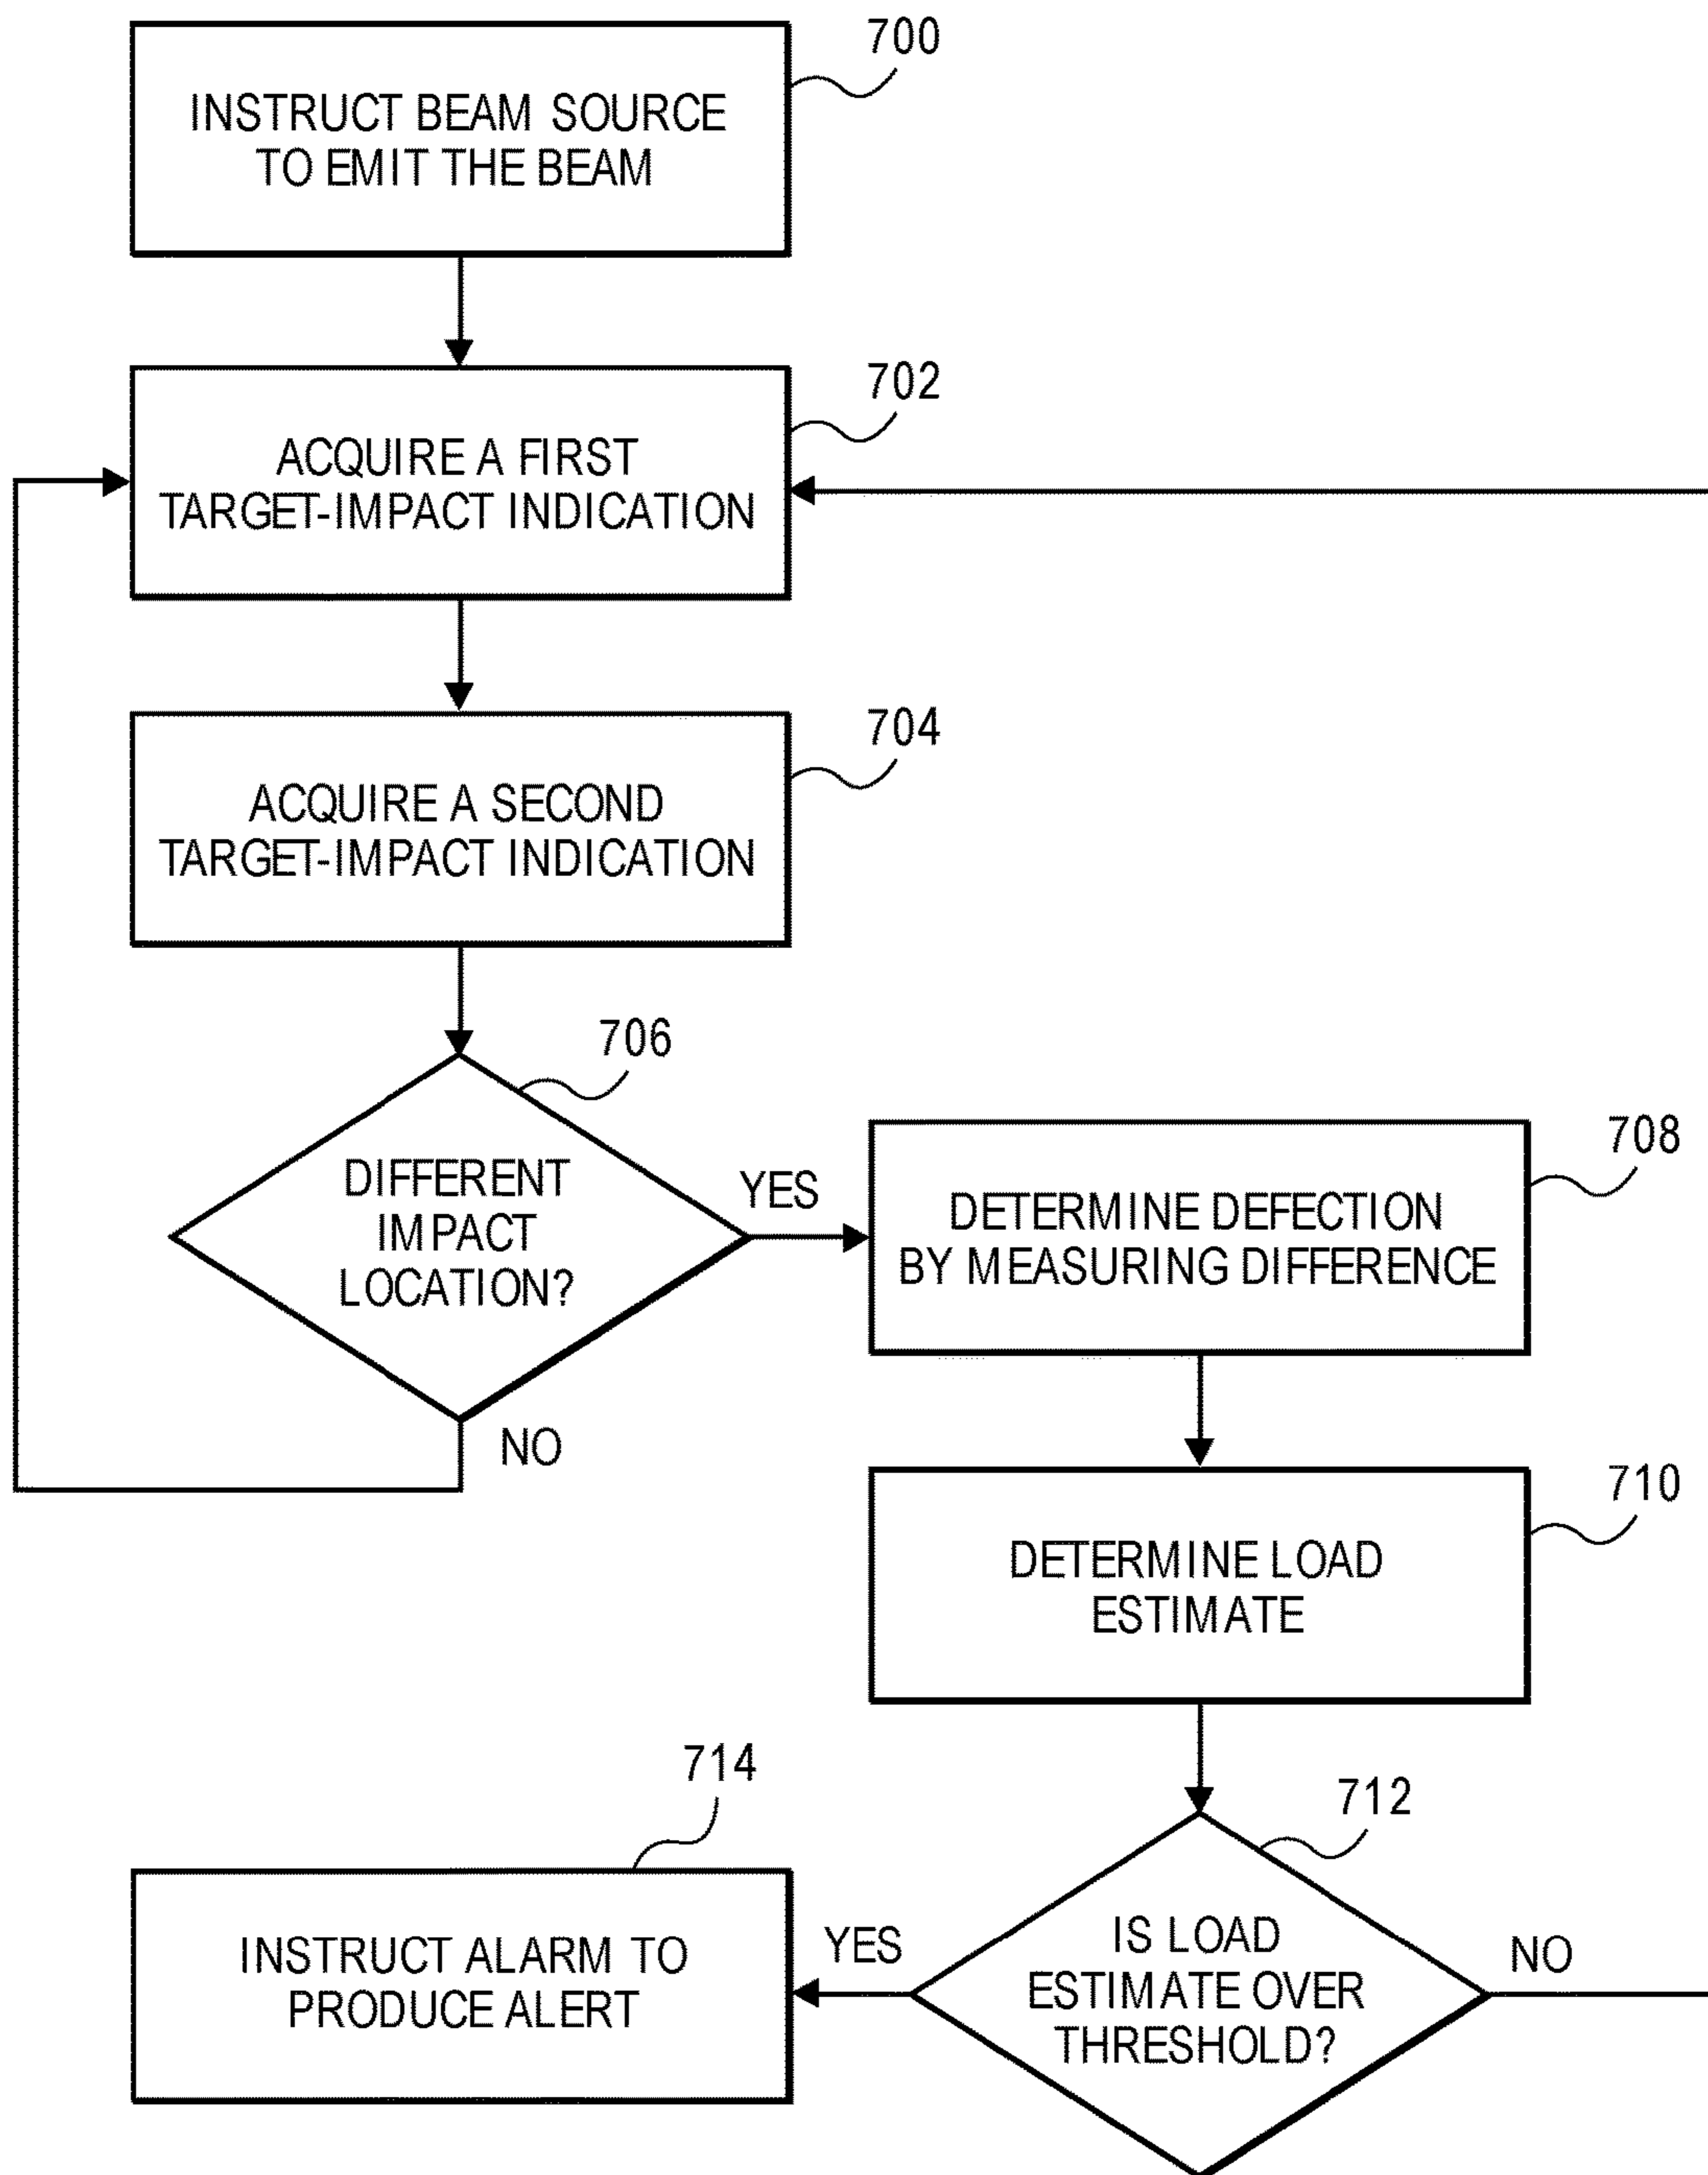 700
INSTRUCT BEAM SOURCE
TO EMIT THE BEAM
702
ACQUIRE A FIRST
TARGET-IMPACT INDICATION
704
ACQUIRE A SECOND
TARGET-IMPACT INDICATION
706
DIFFERENT
IMPACT
LOCATION?
YES
NO
708
DETERMINE DEFECTION
BY MEASURING DIFFERENCE
710
DETERMINE LOAD
ESTIMATE
712
IS LOAD
ESTIMATE OVER
THRESHOLD?
YES
NO
714
INSTRUCT ALARM TO
PRODUCE ALERT